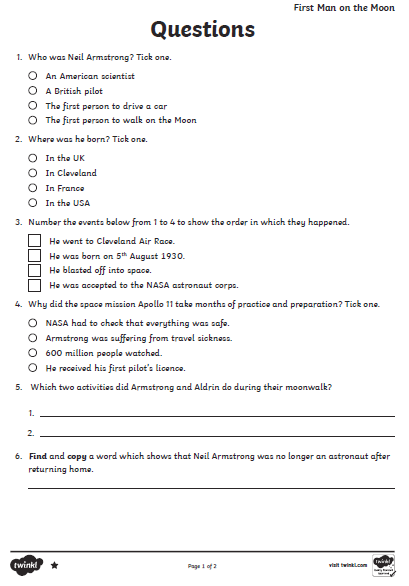 First Man on the Moon
Questions
1. Who was Neil Armstrong? Tick one.
An American scientist
A British pilot
The first person to drive a car
The first person to walk on the Moon
2. Where was he born? Tick one.
In the UK
In Cleveland
In France
In the USA
3. Number the events below from 1 to 4 to show the order in which they happened.
He went to Cleveland Air Race.
He was born on 5th August 1930.
He blasted off into space.
He was accepted to the NASA astronaut corps.
4. Why did the space mission Apollo 11 take months of practice and preparation? Tick one.
NASA had to check that everything was safe.
Armstrong was suffering from travel sickness.
600 million people watched.
He received his first pilot's licence.
5. Which two activities did Armstrong and Aldrin do during their moonwalk?
1.
2.
6. Find and copy a word which shows that Neil Armstrong was no longer an astronaut after
returning home.
twinkl
Page 1 of 2
visit twinkl.com
twinkl